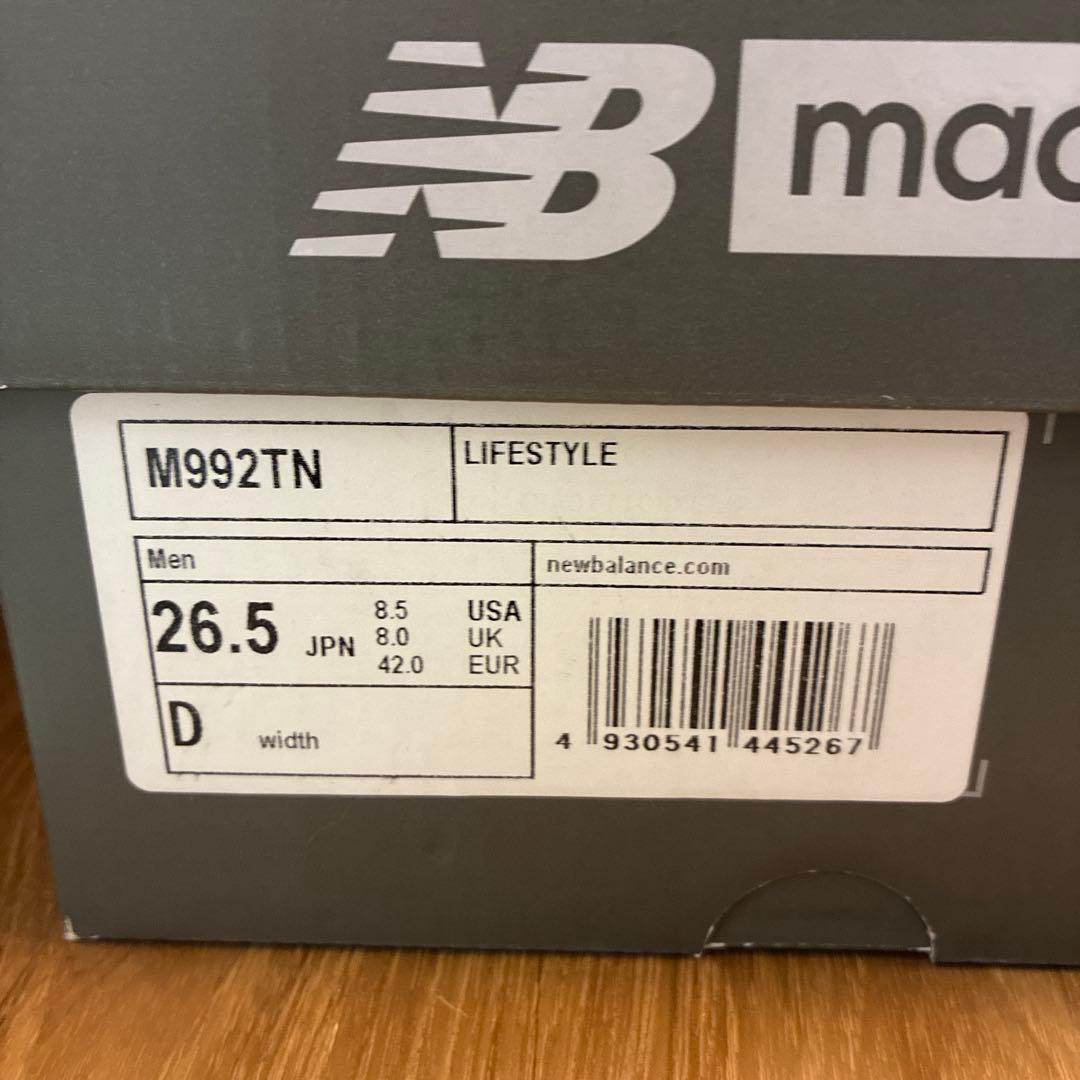 NB mad
M992TN
LIFESTYLE
Men
newbalance.com
26.5 JPN
8.5 USA
8.0 UK
42.0 EUR
D width
4 930541 445267